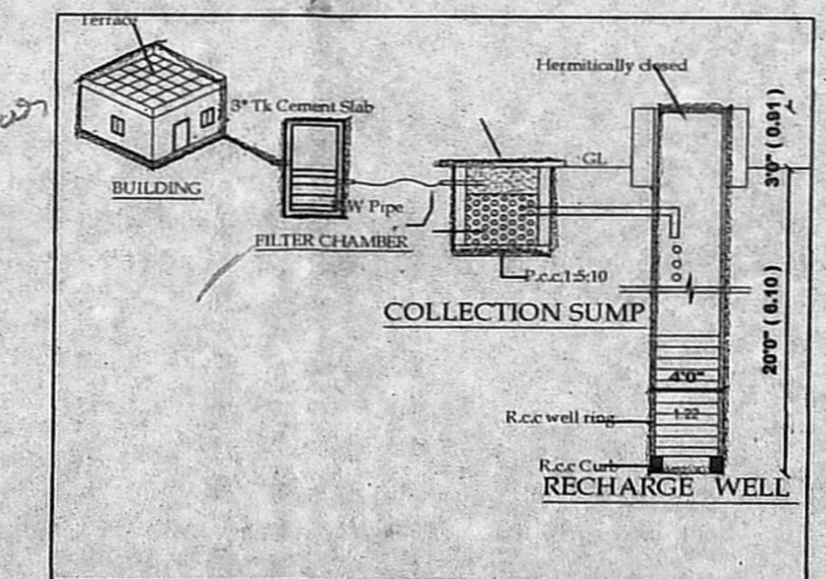 Terrace
Hermitically closed
3" Tk Cement Slab
3'0" ( 0.91 )
GL
BUILDING
W Pipe
FILTER CHAMBER
P.c.c.1:5:10
COLLECTION SUMP
20'0" ( 6.10 )
4'0"
1.22
R.c.c well ring
R.c.c Curb
RECHARGE WELL